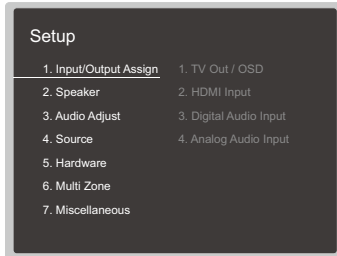 Setup
1. Input/Output Assign
2. Speaker
3. Audio Adjust
4. Source
5. Hardware
6. Multi Zone
7. Miscellaneous
1. TV Out / OSD
2. HDMI Input
3. Digital Audio Input
4. Analog Audio Input